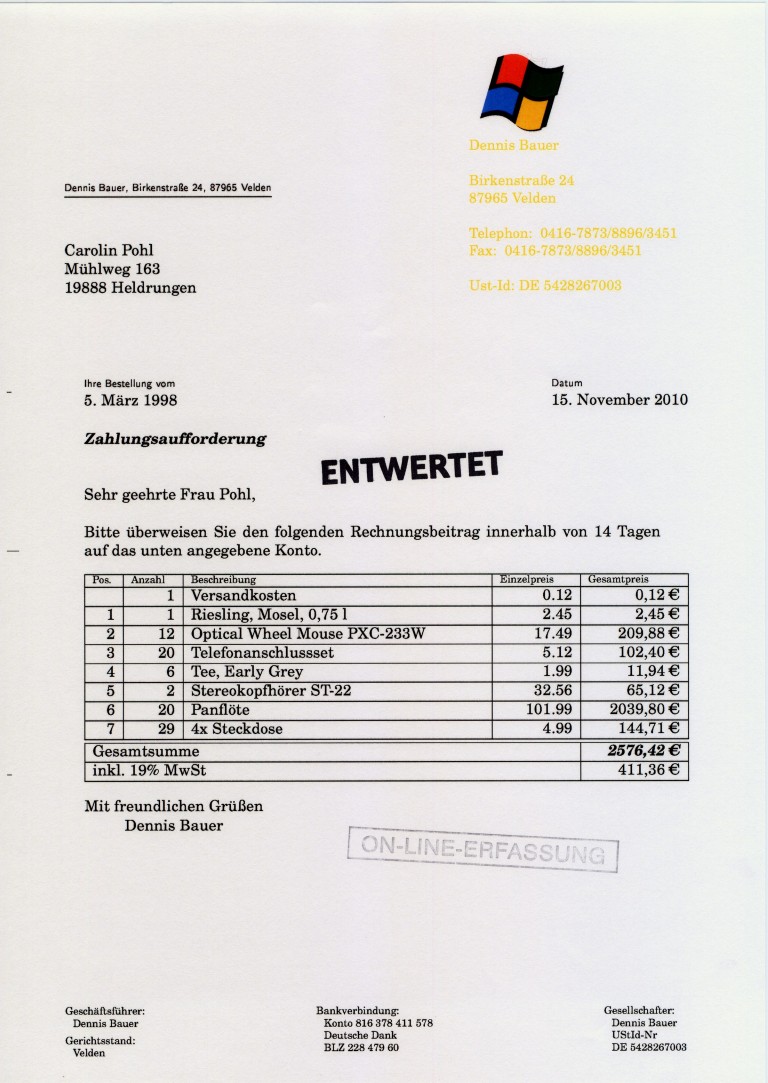 Dennis Bauer
Birkenstraße 24
87965 Velden
Telephon: 0416-7873/8896/3451
Fax: 0416-7873/8896/3451
Ust-Id: DE 5428267003
Dennis Bauer, Birkenstraße 24, 87965 Velden
Carolin Pohl
Mühlweg 163
19888 Heldrungen
Ihre Bestellung vom Datum
5. März 1998 15. November 2010
Zahlungsaufforderung
ENTWERTET
Sehr geehrte Frau Pohl,
Bitte überweisen Sie den folgenden Rechnungsbeitrag innerhalb von 14 Tagen
auf das unten angegebene Konto.
Pos. Anzahl Beschreibung Einzelpreis Gesamtpreis
1 Versandkosten 0.12 0,12 €
1 1 Riesling, Mosel, 0,75 l 2.45 2,45 €
2 12 Optical Wheel Mouse PXC-233W 17.49 209,88 €
3 20 Telefonanschlussset 5.12 102,40 €
4 6 Tee, Early Grey 1.99 11,94 €
5 2 Stereokopfhörer ST-22 32.56 65,12 €
6 20 Panflöte 101.99 2039,80 €
7 29 4x Steckdose 4.99 144,71 €
Gesamtsumme 2576,42 €
inkl. 19% MwSt 411,36 €
Mit freundlichen Grüßen
Dennis Bauer
ON-LINE-ERFASSUNG
Geschäftsführer:
Dennis Bauer
Gerichtsstand:
Velden
Bankverbindung:
Konto 816 378 411 578
Deutsche Dank
BLZ 228 479 60
Gesellschafter:
Dennis Bauer
UStId-Nr
DE 5428267003